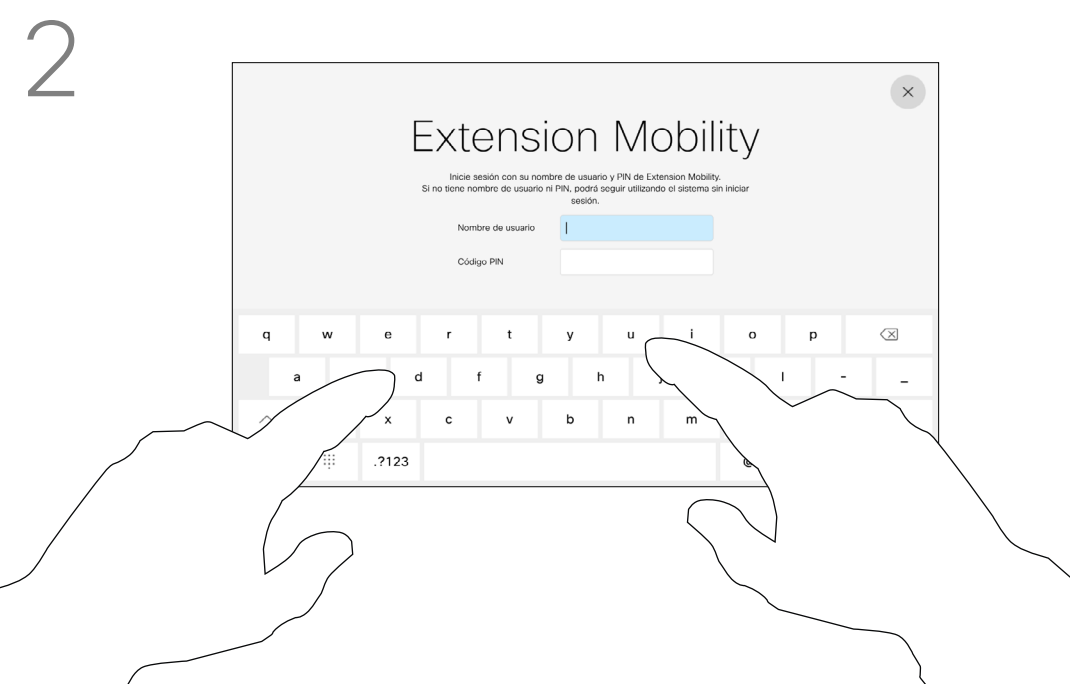 2
Extension Mobility
Inicie sesión con su nombre de usuario y PIN de Extension Mobility.
Si no tiene nombre de usuario ni PIN, podrá seguir utilizando el sistema sin iniciar
sesión.
Nombre de usuario
Código PIN
q w e r t y u i o p
a d f g h l - _
x c v b n m
.?123